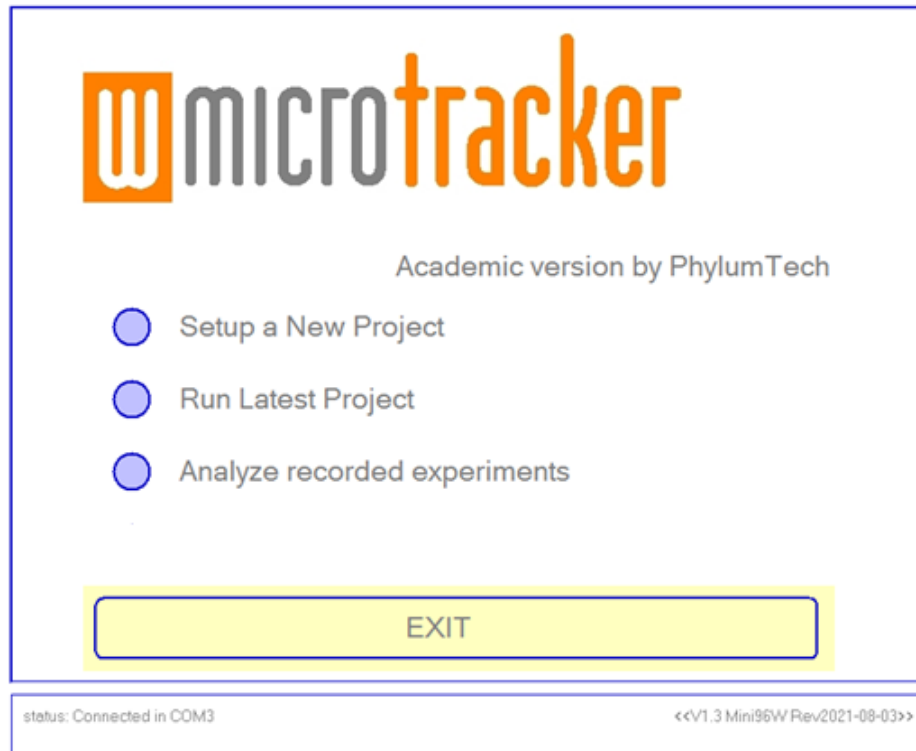 wmicrotracker
Academic version by PhylumTech
Setup a New Project
Run Latest Project
Analyze recorded experiments
EXIT
status: Connected in COM3
<<V1.3 Mini96W Rev2021-08-03>>